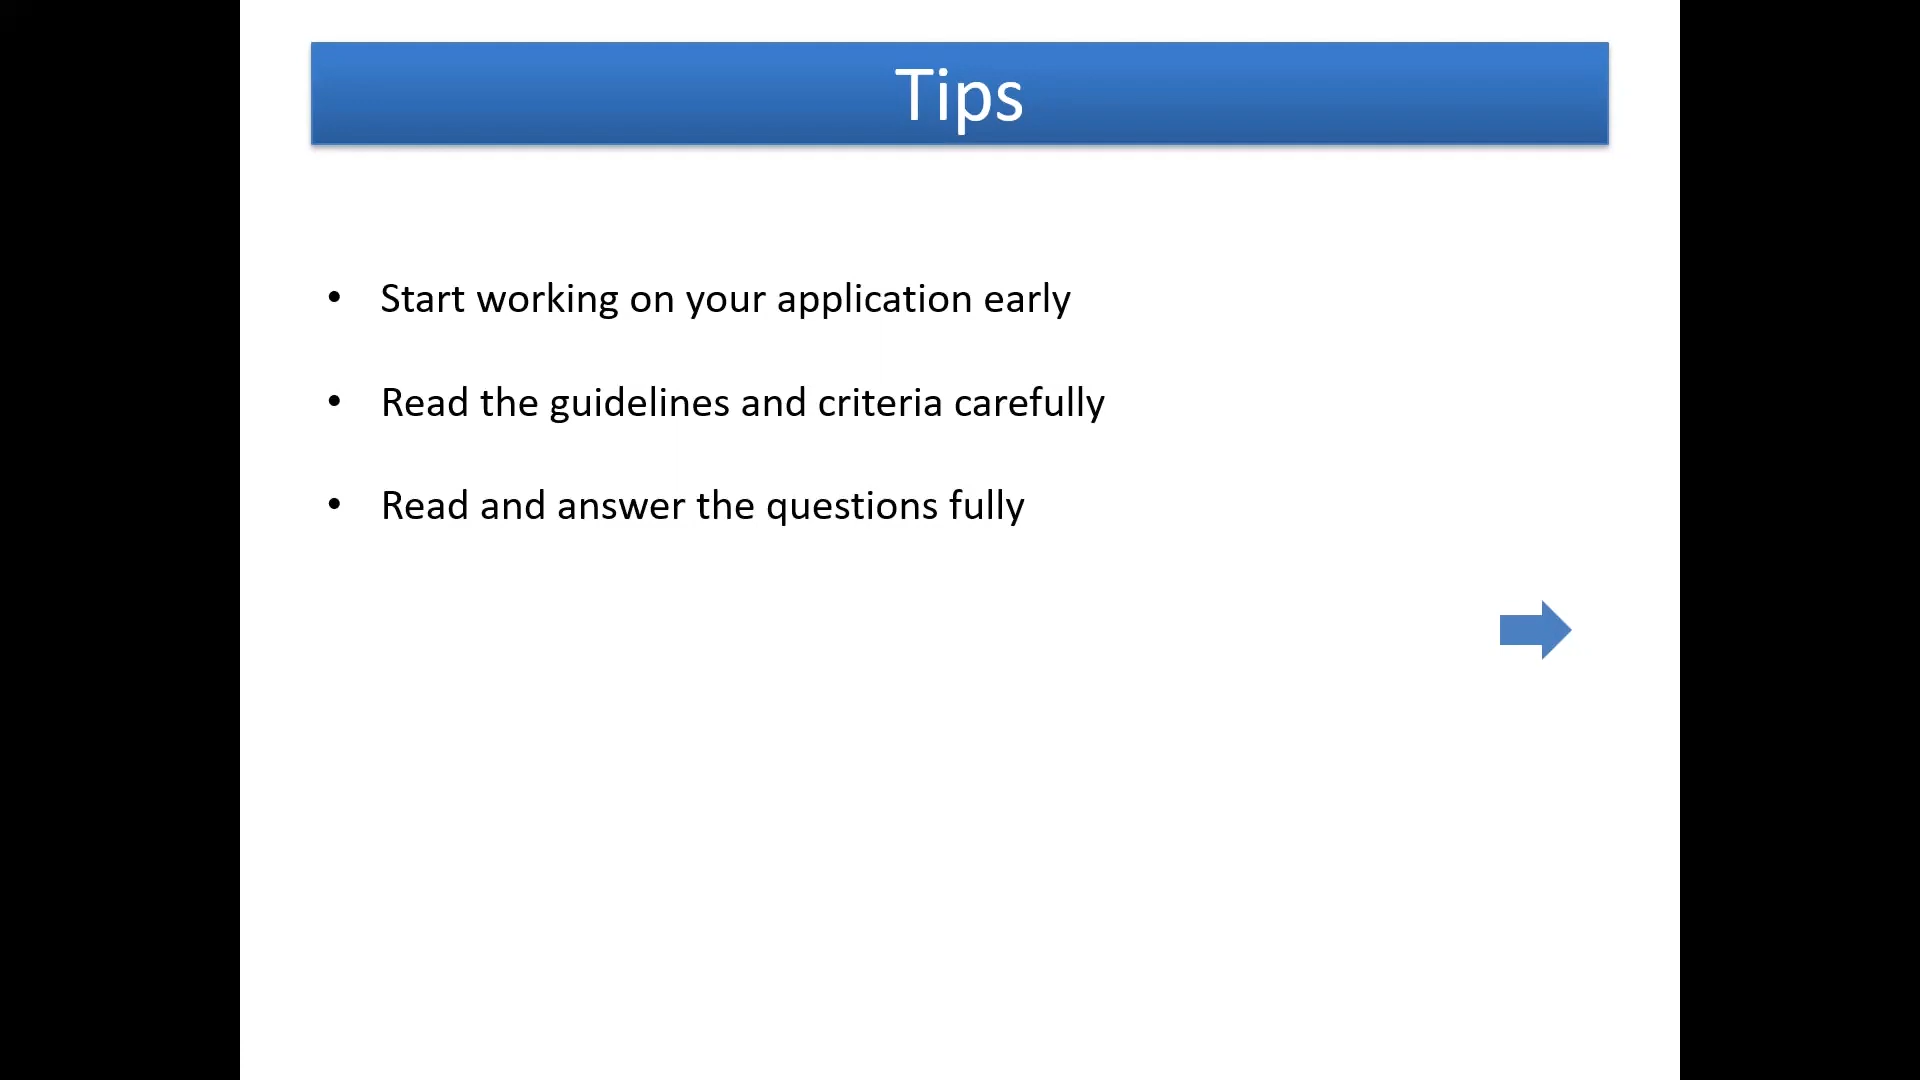 Tips
• Start working on your application early
• Read the guidelines and criteria carefully
• Read and answer the questions fully